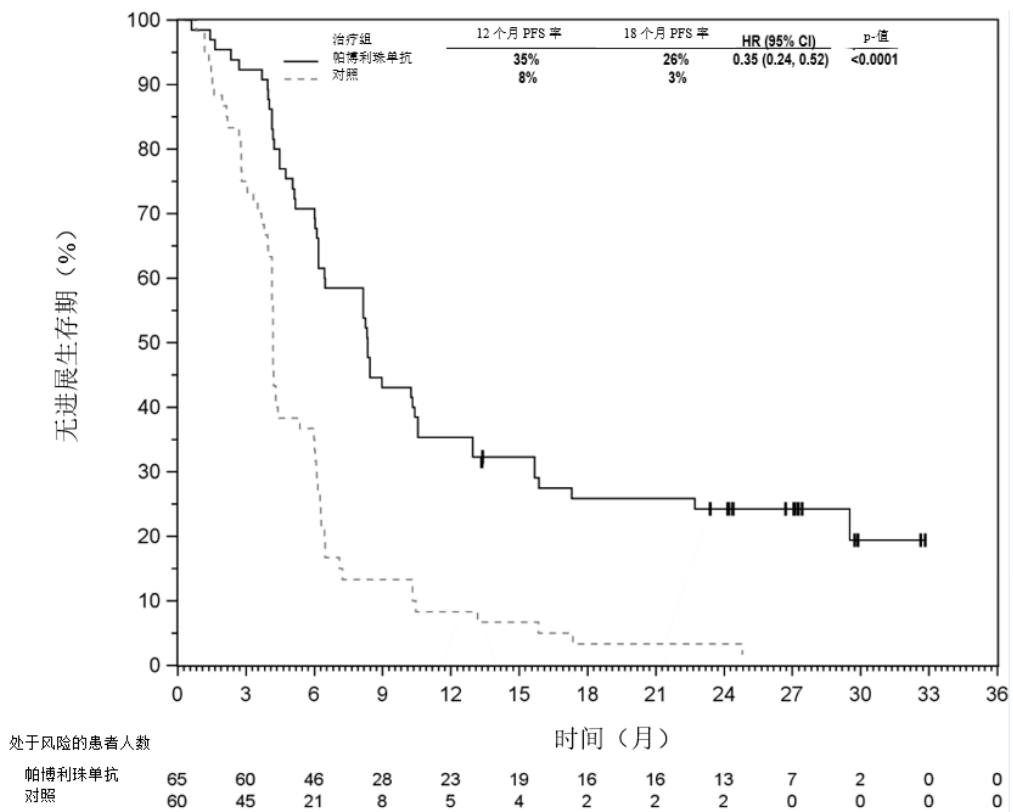 治疗组 12 个月 PFS 率 18 个月 PFS 率 HR (95% CI) p-值
帕博利珠单抗 35% 26% 0.35 (0.24, 0.52) <0.0001
对照 8% 3%
无进展生存期（%）
100
90
80
70
60
50
40
30
20
10
0
0 3 6 9 12 15 18 21 24 27 30 33 36
时间（月）
处于风险的患者人数
帕博利珠单抗 65 60 46 28 23 19 16 16 13 7 2 0 0
对照 60 45 21 8 5 4 2 2 2 0 0 0 0